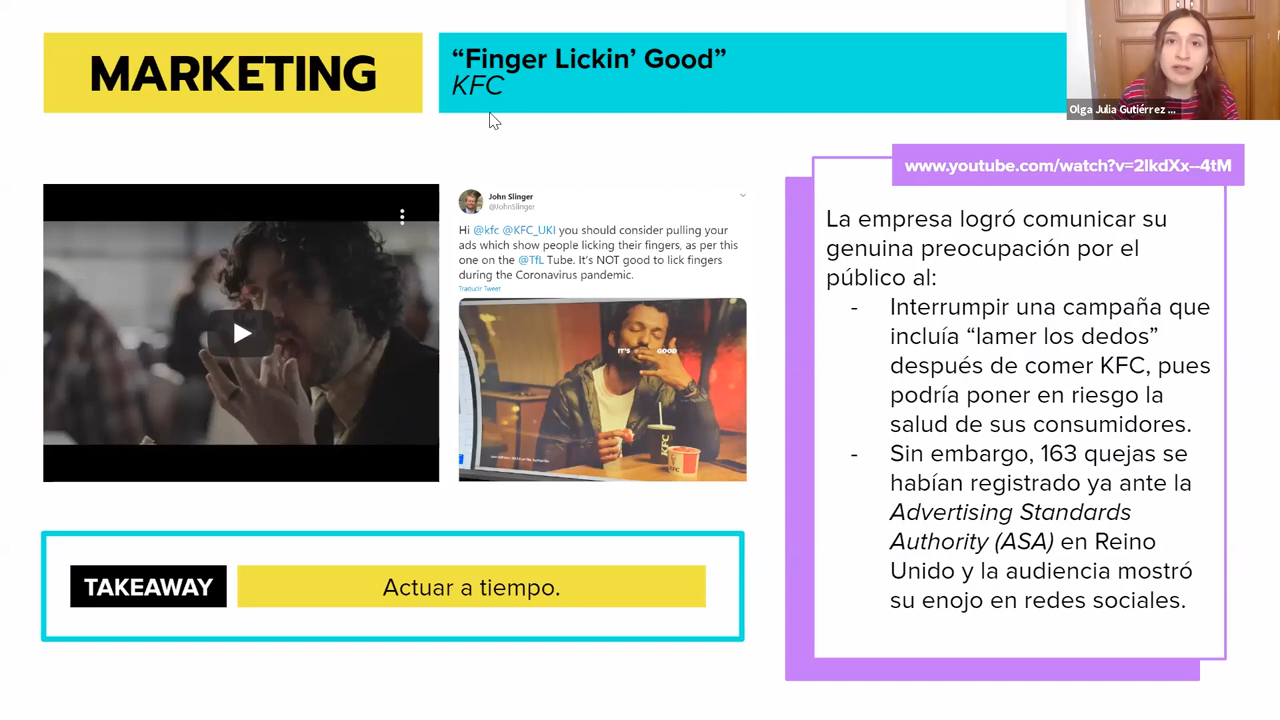 MARKETING
“Finger Lickin’ Good”
KFC
Olga Julia Gutiérrez ...
www.youtube.com/watch?v=2IkdXx--4tM
John Slinger
@JohnSlinger
Hi @kfc @KFC_UKI you should consider pulling your
ads which show people licking their fingers, as per this
one on the @TfL Tube. It's NOT good to lick fingers
during the Coronavirus pandemic.
Traducir Tweet
IT'S GOOD
KFC
KFC
La empresa logró comunicar su
genuina preocupación por el
público al:
- Interrumpir una campaña que
incluía “lamer los dedos”
después de comer KFC, pues
podría poner en riesgo la
salud de sus consumidores.
- Sin embargo, 163 quejas se
habían registrado ya ante la
Advertising Standards
Authority (ASA) en Reino
Unido y la audiencia mostró
su enojo en redes sociales.
TAKEAWAY
Actuar a tiempo.